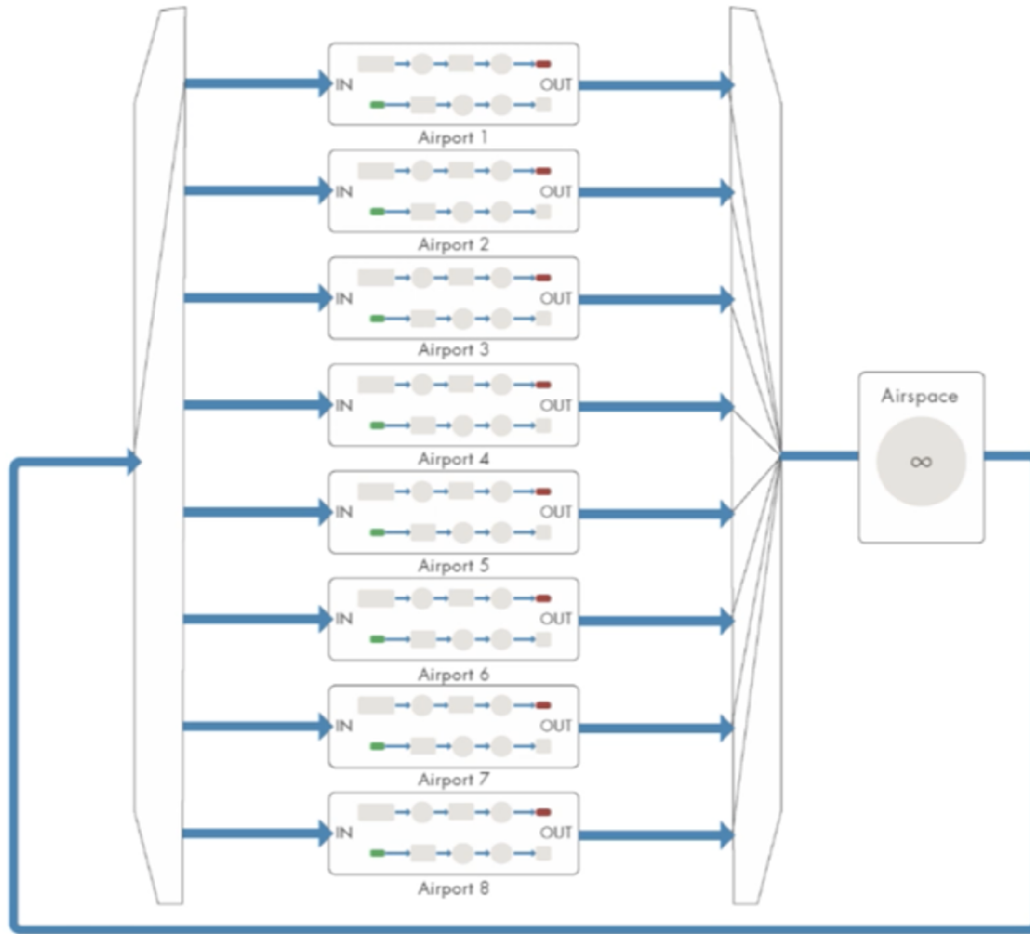 IN OUT
Airport 1
IN OUT
Airport 2
IN OUT
Airport 3
IN OUT
Airport 4
IN OUT
Airport 5
IN OUT
Airport 6
IN OUT
Airport 7
IN OUT
Airport 8
Airspace
∞